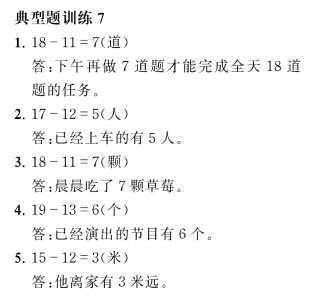 典型题训练 7
1. 18-11=7(道)
答:下午再做 7 道题才能完成全天 18 道
题的任务。
2. 17-12=5(人)
答:已经上车的有 5 人。
3. 18-11=7(颗)
答:晨晨吃了 7 颗草莓。
4. 19-13=6(个)
答:已经演出的节目有 6 个。
5. 15-12=3(米)
答:他离家有 3 米远。